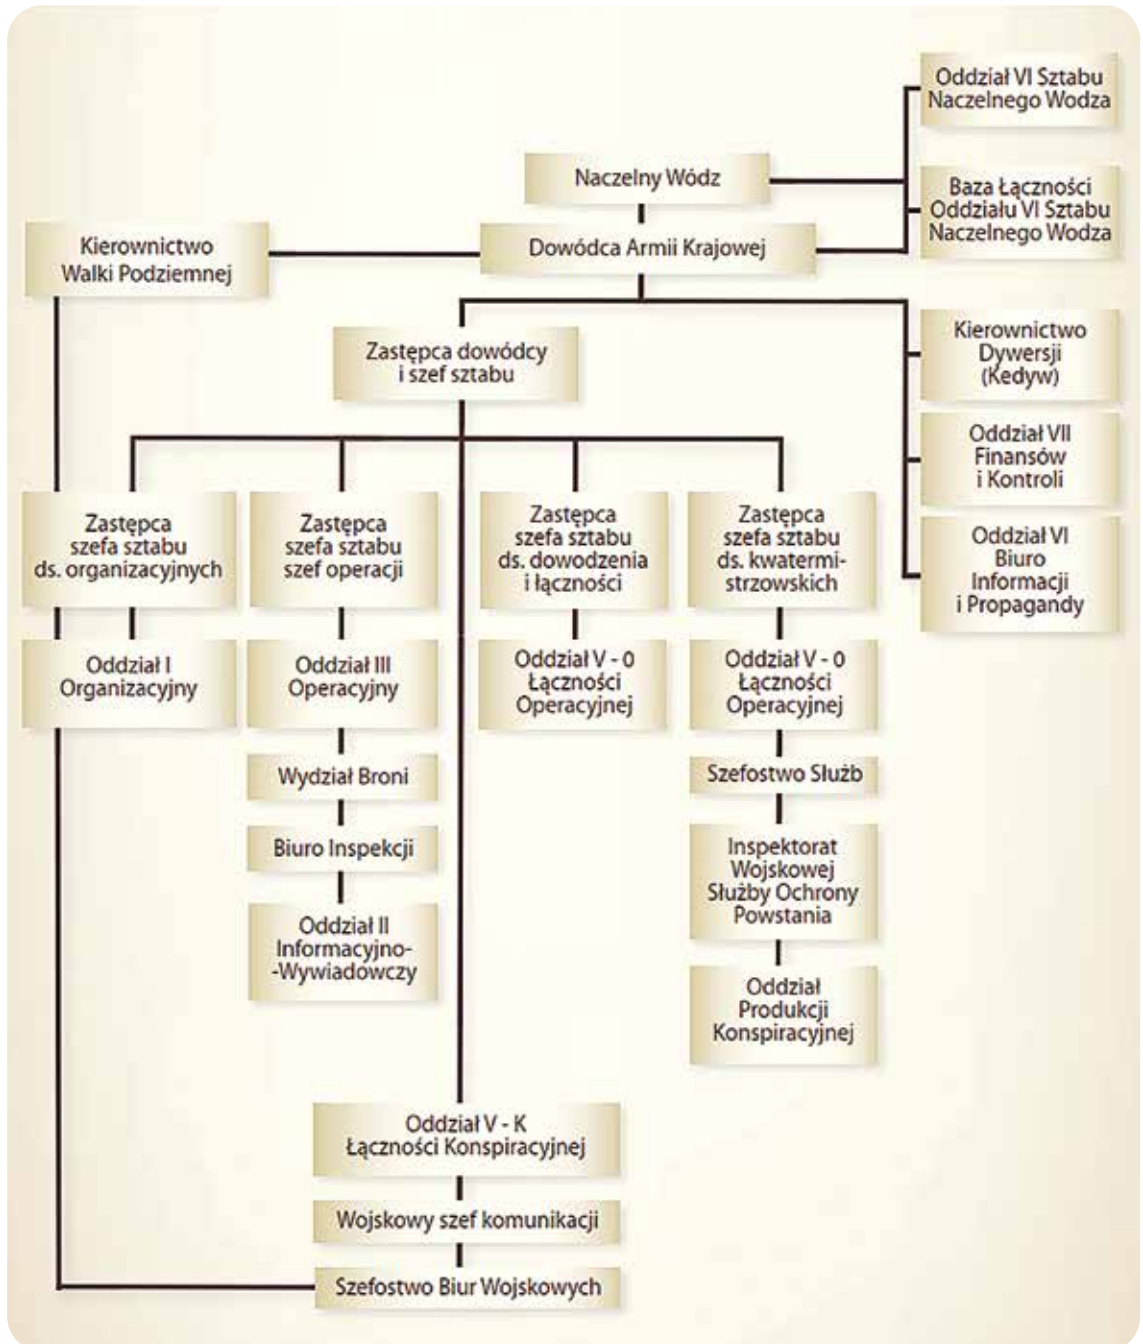 Oddział VI Sztabu
Naczelnego Wodza
Naczelny Wódz
Baza Łączności
Oddziału VI Sztabu
Naczelnego Wodza
Kierownictwo
Walki Podziemnej
Dowódca Armii Krajowej
Zastępca dowódcy
i szef sztabu
Kierownictwo
Dywersji
(Kedyw)
Oddział VII
Finansów
i Kontroli
Oddział VI
Biuro
Informacji
i Propagandy
Zastępca
szefa sztabu
ds. organizacyjnych
Zastępca
szefa sztabu
szef operacji
Zastępca
szefa sztabu
ds. dowodzenia
i łączności
Zastępca
szefa sztabu
ds. kwatermi-
strzowskich
Oddział I
Organizacyjny
Oddział III
Operacyjny
Oddział V - 0
Łączności
Operacyjnej
Oddział V - 0
Łączności
Operacyjnej
Wydział Broni
Szefostwo Służb
Biuro Inspekcji
Inspektorat
Wojskowej
Służby Ochrony
Powstania
Oddział II
Informacyjno-
-Wywiadowczy
Oddział
Produkcji
Konspiracyjnej
Oddział V - K
Łączności Konspiracyjnej
Wojskowy szef komunikacji
Szefostwo Biur Wojskowych